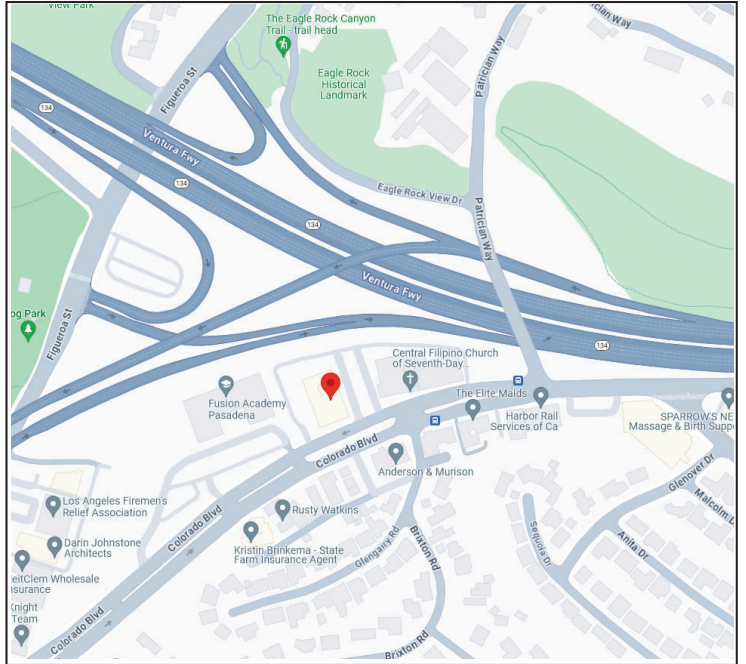 View Park
The Eagle Rock Canyon
Trail - trail head
Patrician Way
Patrician Way
Figueroa St
Eagle Rock
Historical
Landmark
134
Ventura Fwy
134
Eagle Rock View Dr
134
Patrician Way
Ventura Fwy
og Park
Figueroa St
134
Central Filipino Church
of Seventh-Day...
Fusion Academy
Pasadena
The Elite Maids
Harbor Rail
Services of Ca
SPARROW'S NE
Massage & Birth Supp
Colorado Blvd
Anderson & Murison
Glenover Dr
Malcolm D
Los Angeles Firemen's
Relief Association
Rusty Watkins
Colorado Blvd
Darin Johnstone
Architects
Kristin Brinkema - State
Farm Insurance Agent
Glengarry Rd
Brixton Rd
Sequoia Dr
Anita Dr
eitClem Wholesale
nsurance
Knight
Team
Colorado Blvd
Brixton Rd